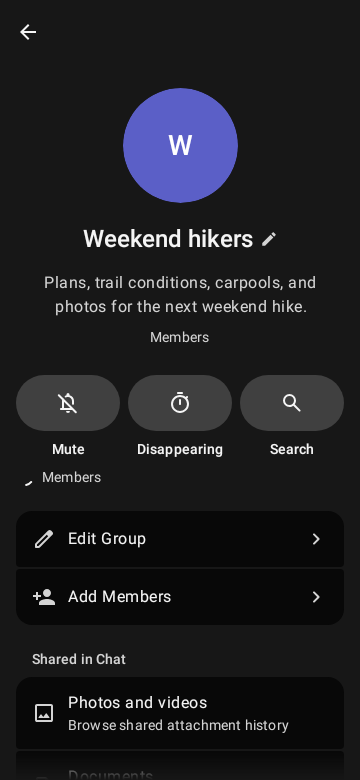 W
Weekend hikers
Plans, trail conditions, carpools, and
photos for the next weekend hike.
Members
Mute
Disappearing
Search
Members
Edit Group
Add Members
Shared in Chat
Photos and videos
Browse shared attachment history
Documents